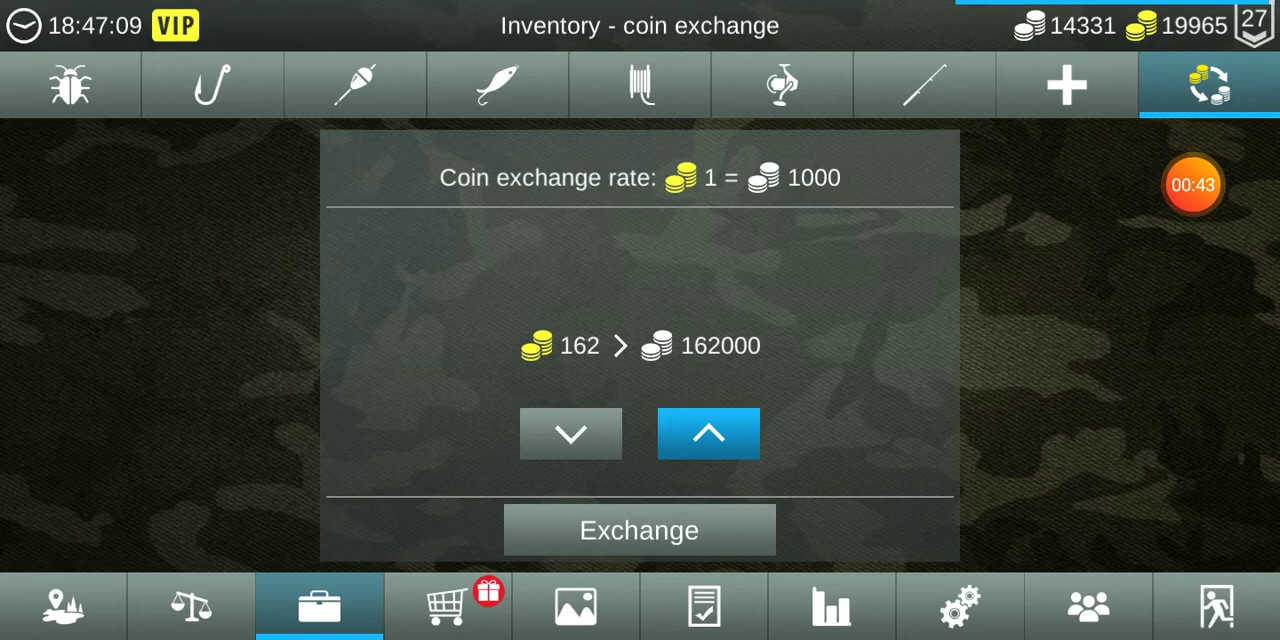 18:47:09 VIP Inventory - coin exchange 14331 19965 27
00:43
Coin exchange rate: 1 = 1000
162 > 162000
Exchange